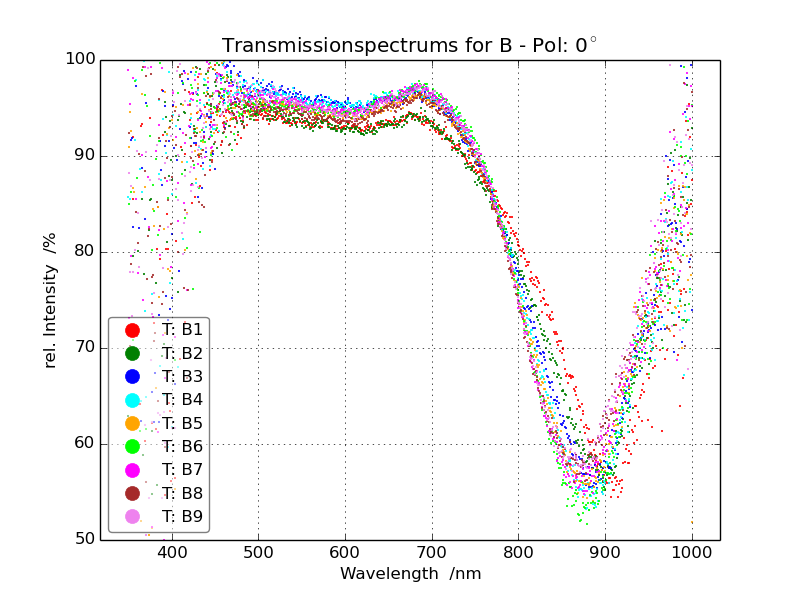 Transmissionspectrums for B - Pol: 0°
100
90
80
70
60
50
rel. Intensity /%
T: B1
T: B2
T: B3
T: B4
T: B5
T: B6
T: B7
T: B8
T: B9
400 500 600 700 800 900 1000
Wavelength /nm